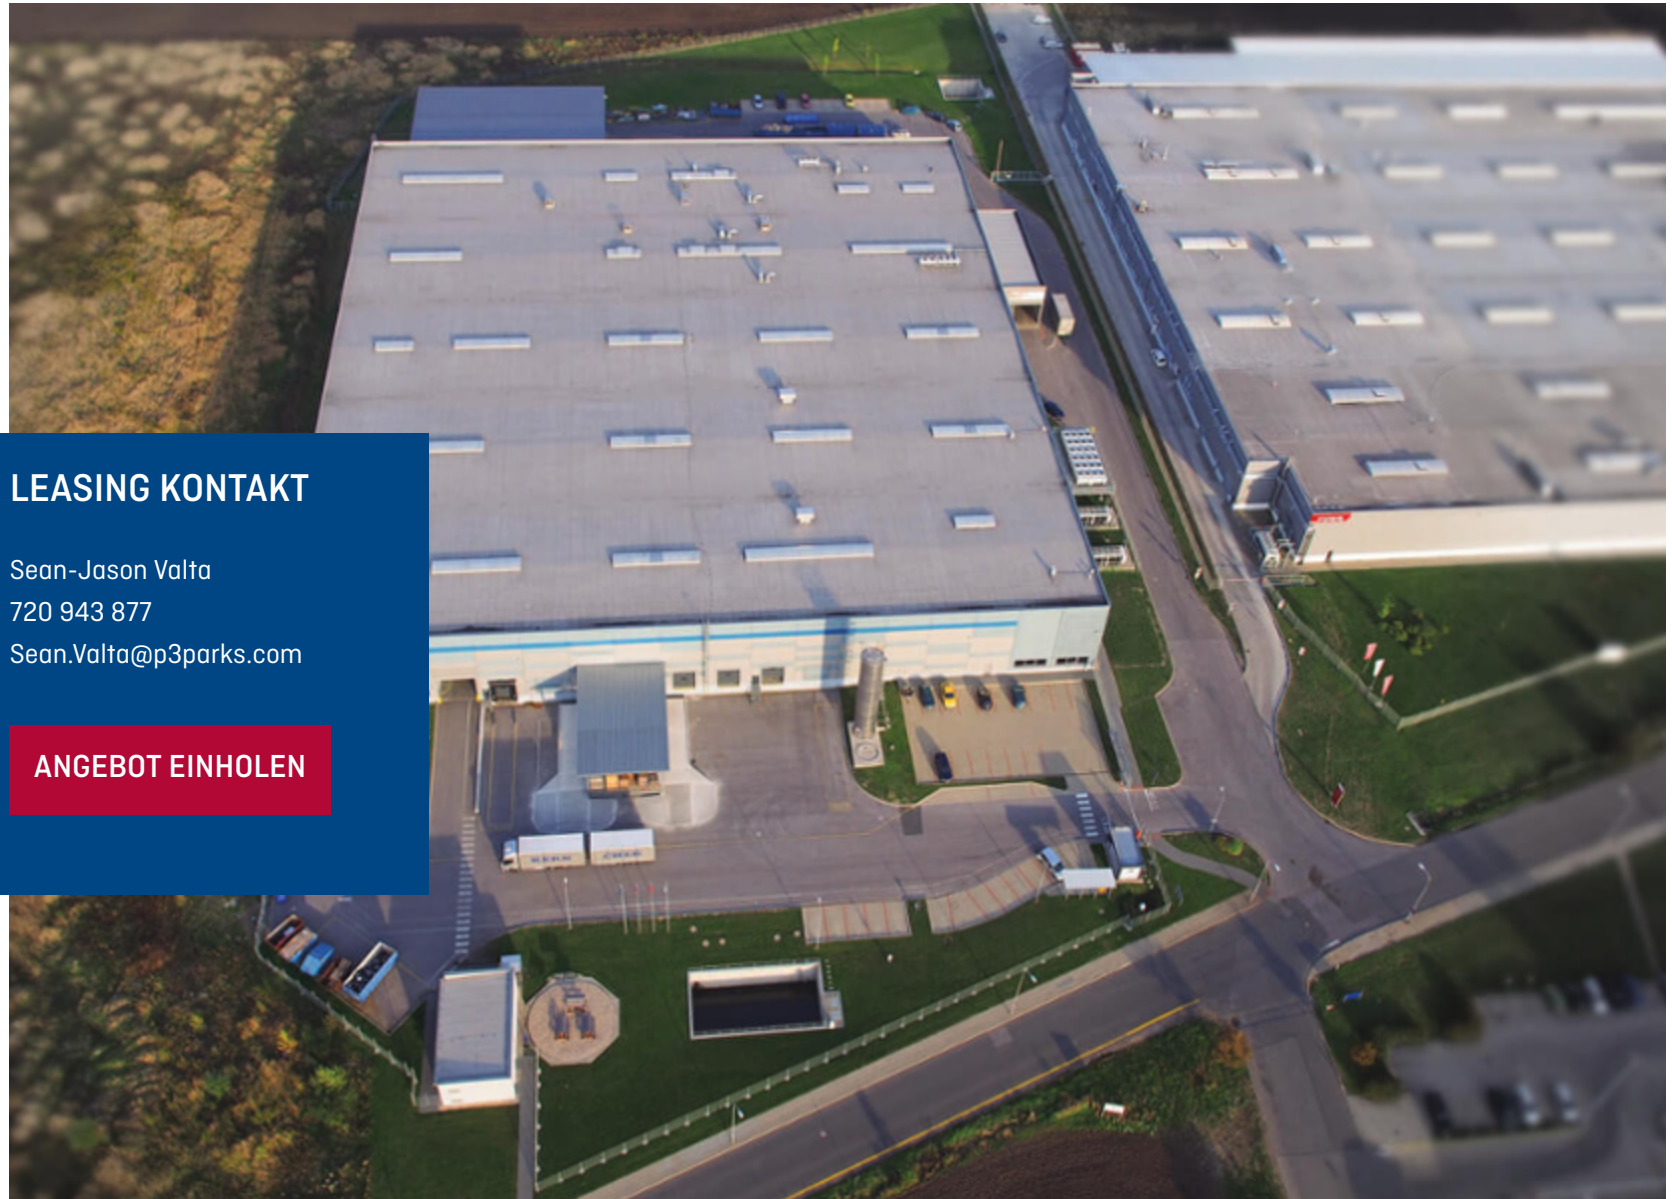 LEASING KONTAKT
Sean-Jason Valta
720 943 877
Sean.Valta@p3parks.com
ANGEBOT EINHOLEN